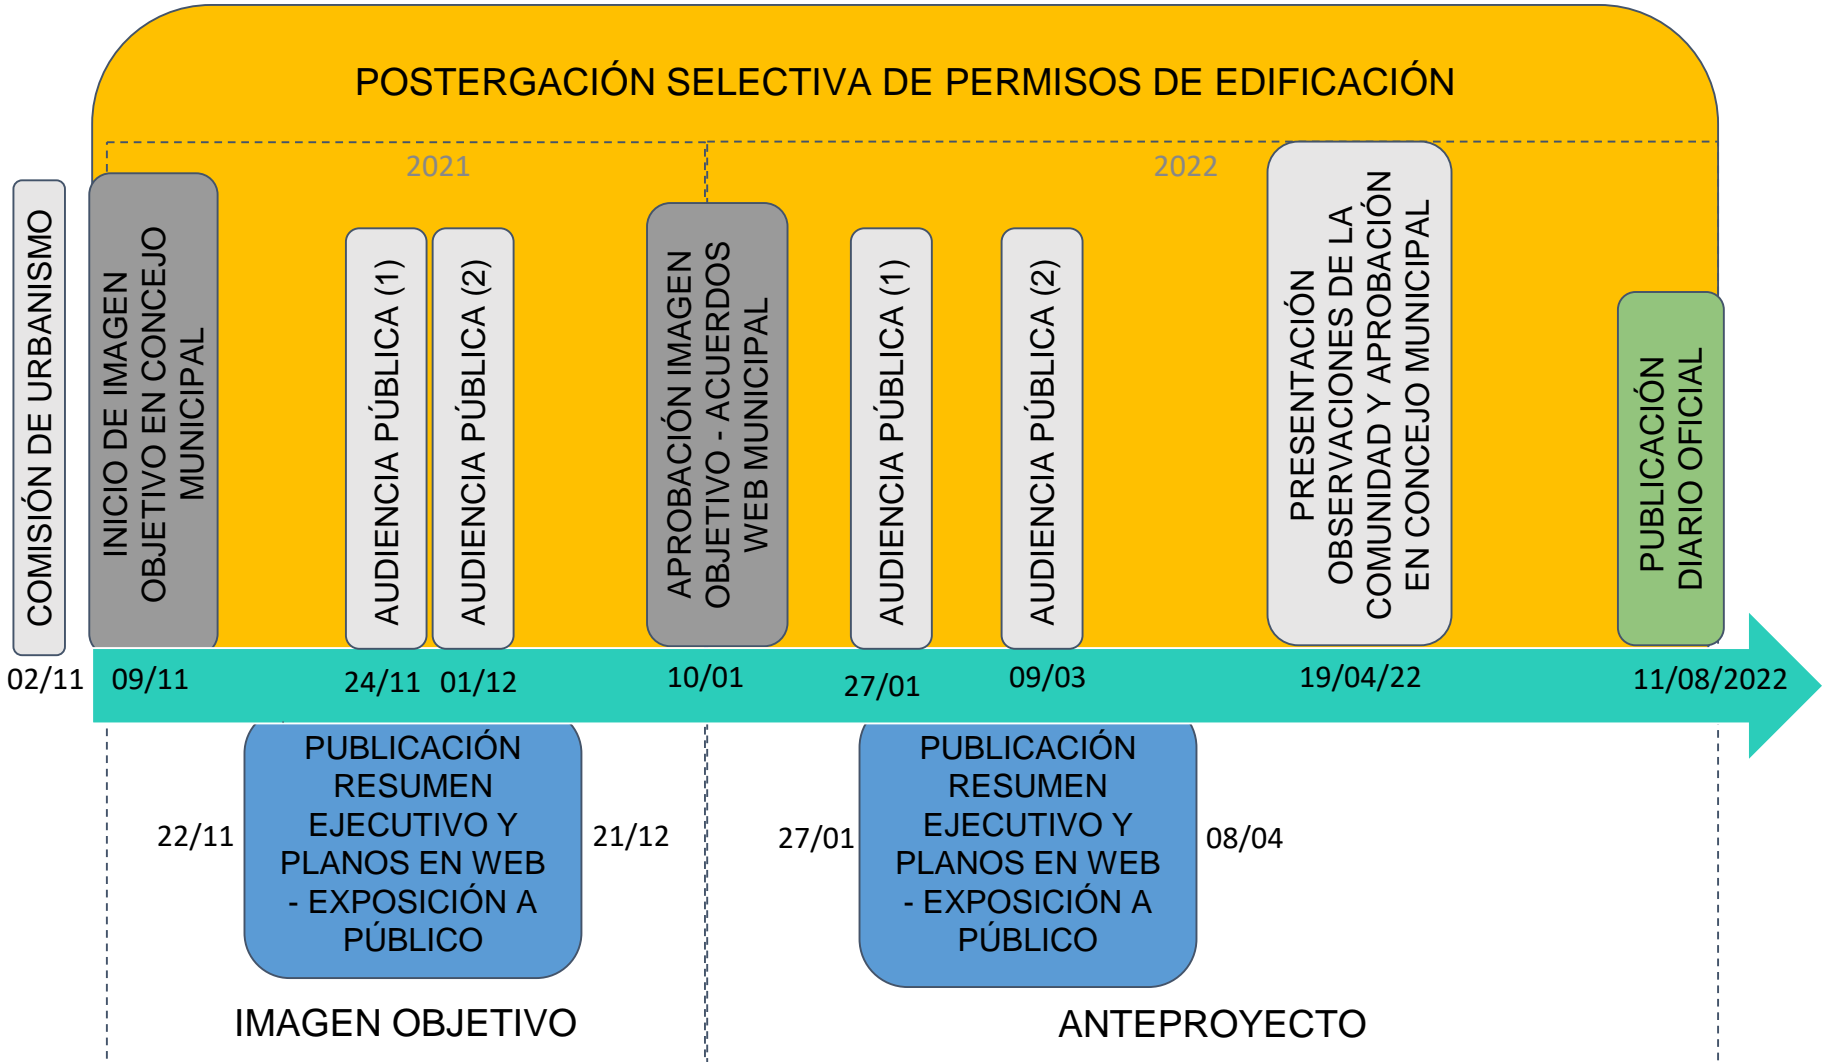 POSTERGACIÓN SELECTIVA DE PERMISOS DE EDIFICACIÓN
2021
2022
COMISIÓN DE URBANISMO
INICIO DE IMAGEN
OBJETIVO EN CONCEJO
MUNICIPAL
AUDIENCIA PÚBLICA (1)
AUDIENCIA PÚBLICA (2)
APROBACIÓN IMAGEN
OBJETIVO - ACUERDOS
WEB MUNICIPAL
AUDIENCIA PÚBLICA (1)
AUDIENCIA PÚBLICA (2)
PRESENTACIÓN
OBSERVACIONES DE LA
COMUNIDAD Y APROBACIÓN
EN CONCEJO MUNICIPAL
PUBLICACIÓN
DIARIO OFICIAL
02/11
09/11
24/11
01/12
10/01
27/01
09/03
19/04/22
11/08/2022
22/11
PUBLICACIÓN
RESUMEN
EJECUTIVO Y
PLANOS EN WEB
- EXPOSICIÓN A
PÚBLICO
21/12
27/01
PUBLICACIÓN
RESUMEN
EJECUTIVO Y
PLANOS EN WEB
- EXPOSICIÓN A
PÚBLICO
08/04
IMAGEN OBJETIVO
ANTEPROYECTO